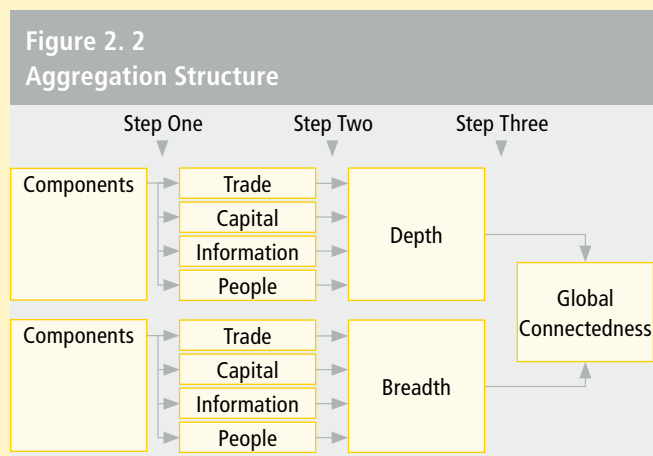 Figure 2. 2
Aggregation Structure
Step One
Step Two
Step Three
Components
Trade
Capital
Information
People
Depth
Components
Trade
Capital
Information
People
Breadth
Global
Connectedness